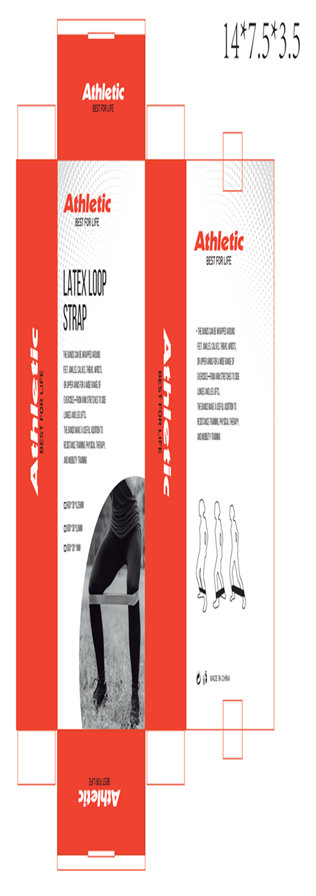 14*7.5*3.5
Athletic
BEST FOR LIFE
Athletic
BEST FOR LIFE
LATEX LOOP
STRAP
THE BANDS CAN BE WRAPPED AROUND
FEET, ANKLES, CALVES, THIGHS, WRISTS,
OR UPPER ARMS FOR A WIDE RANGE OF
EXERCISES—FROM ARM STRETCHES TO SIDE
LUNGES AND LEG LIFTS.
THE BANDS MAKE A USEFUL ADDITION TO
RESISTANCE TRAINING, PHYSICAL THERAPY,
AND MOBILITY TRAINING
Athletic
BEST FOR LIFE
Athletic
BEST FOR LIFE
Athletic
BEST FOR LIFE
• THE BANDS CAN BE WRAPPED AROUND
FEET, ANKLES, CALVES, THIGHS, WRISTS,
OR UPPER ARMS FOR A WIDE RANGE OF
EXERCISES—FROM ARM STRETCHES TO SIDE
LUNGES AND LEG LIFTS.
THE BANDS MAKE A USEFUL ADDITION TO
RESISTANCE TRAINING, PHYSICAL THERAPY,
AND MOBILITY TRAINING
MADE IN CHINA
Athletic
BEST FOR LIFE